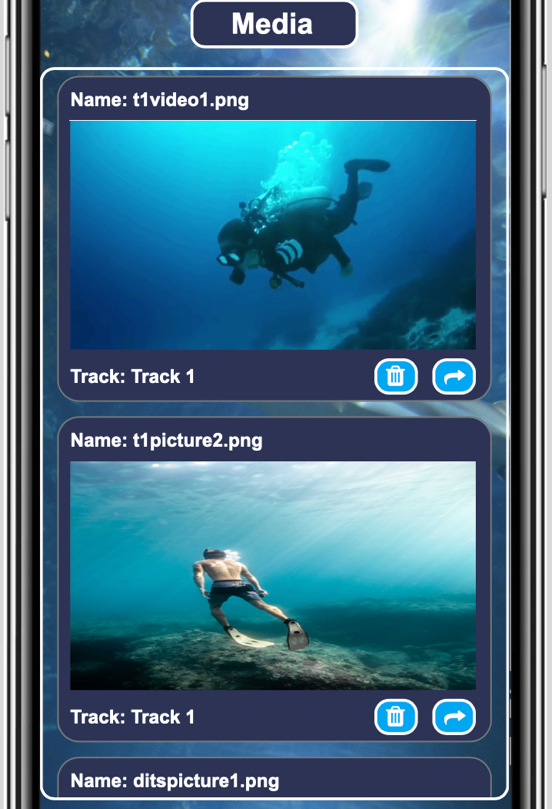 Media
Name: t1video1.png
Track: Track 1
Name: t1picture2.png
Track: Track 1
Name: ditspicture1.png